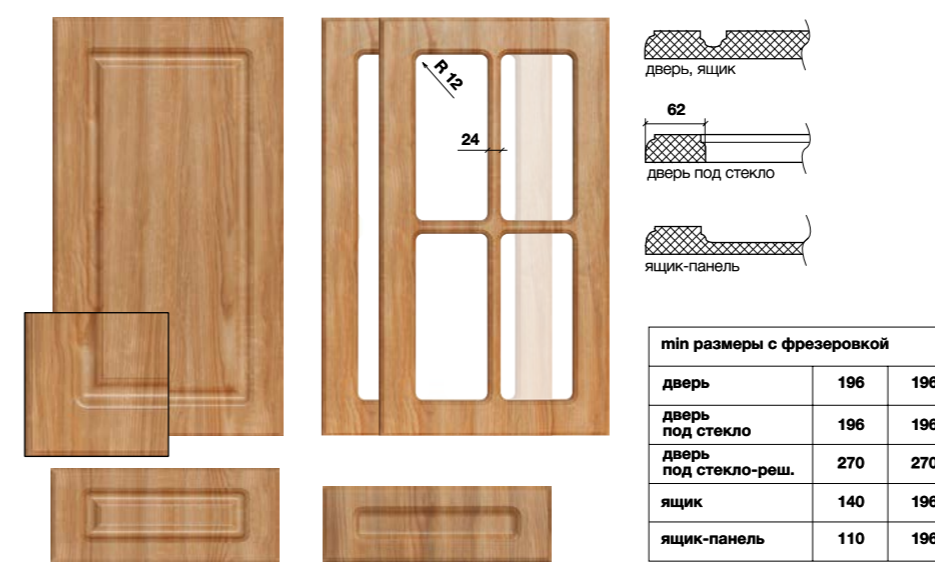 R 12
24
дверь, ящик
62
дверь под стекло
ящик-панель
min размеры с фрезеровкой
дверь 196 196
дверь
под стекло 196 196
дверь
под стекло-реш. 270 270
ящик 140 196
ящик-панель 110 196